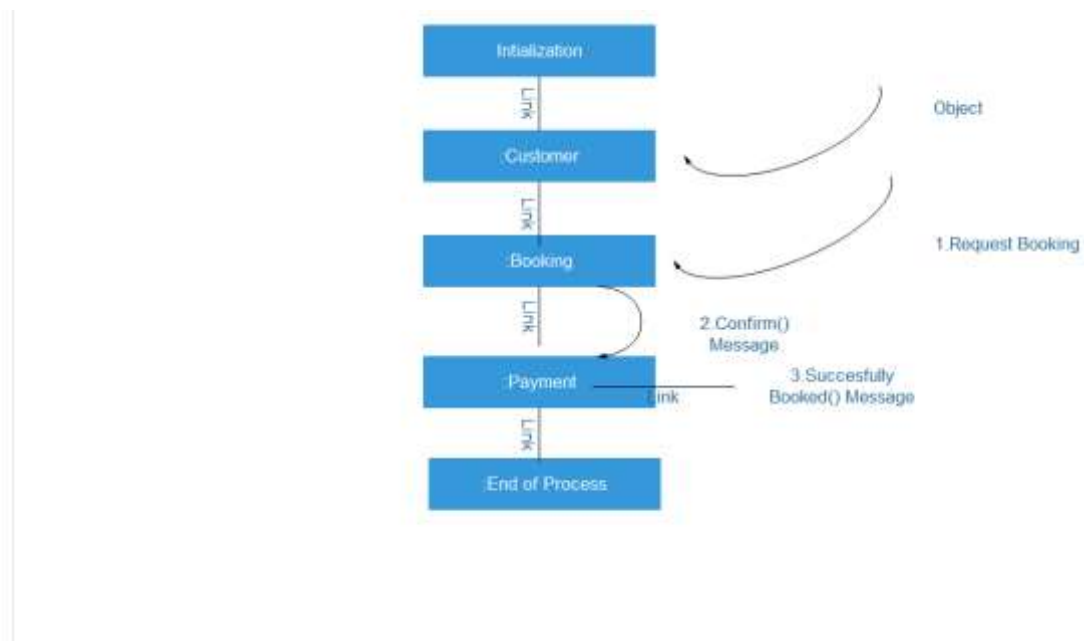 Intialization
Link
Object
:Customer
Link
1.Request Booking
:Booking
Link
2.Confirm()
Message
:Payment
Link
3.Succesfully
Booked() Message
Link
:End of Process